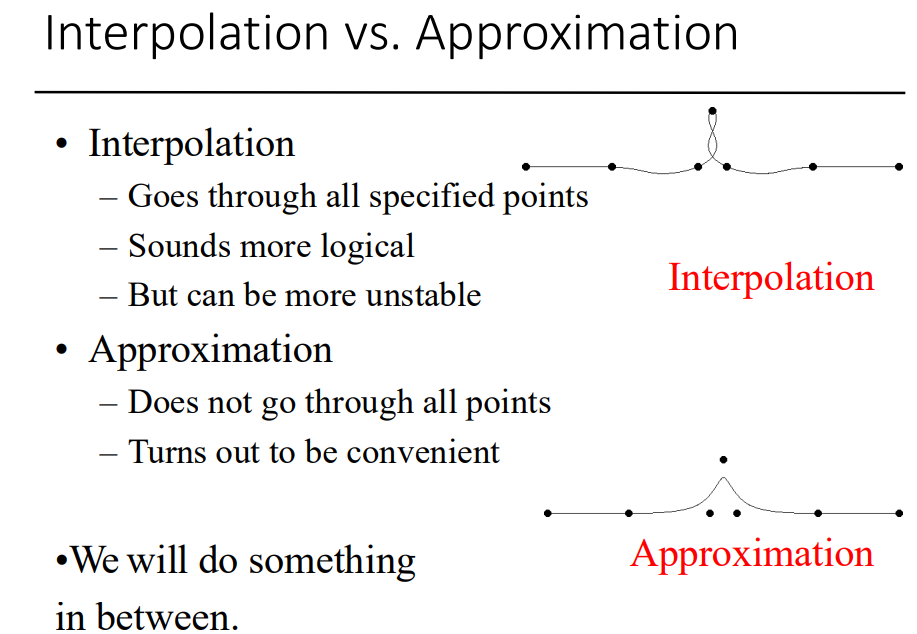 Interpolation vs. Approximation
• Interpolation
– Goes through all specified points
– Sounds more logical
– But can be more unstable
Interpolation
• Approximation
– Does not go through all points
– Turns out to be convenient
Approximation
•We will do something
in between.